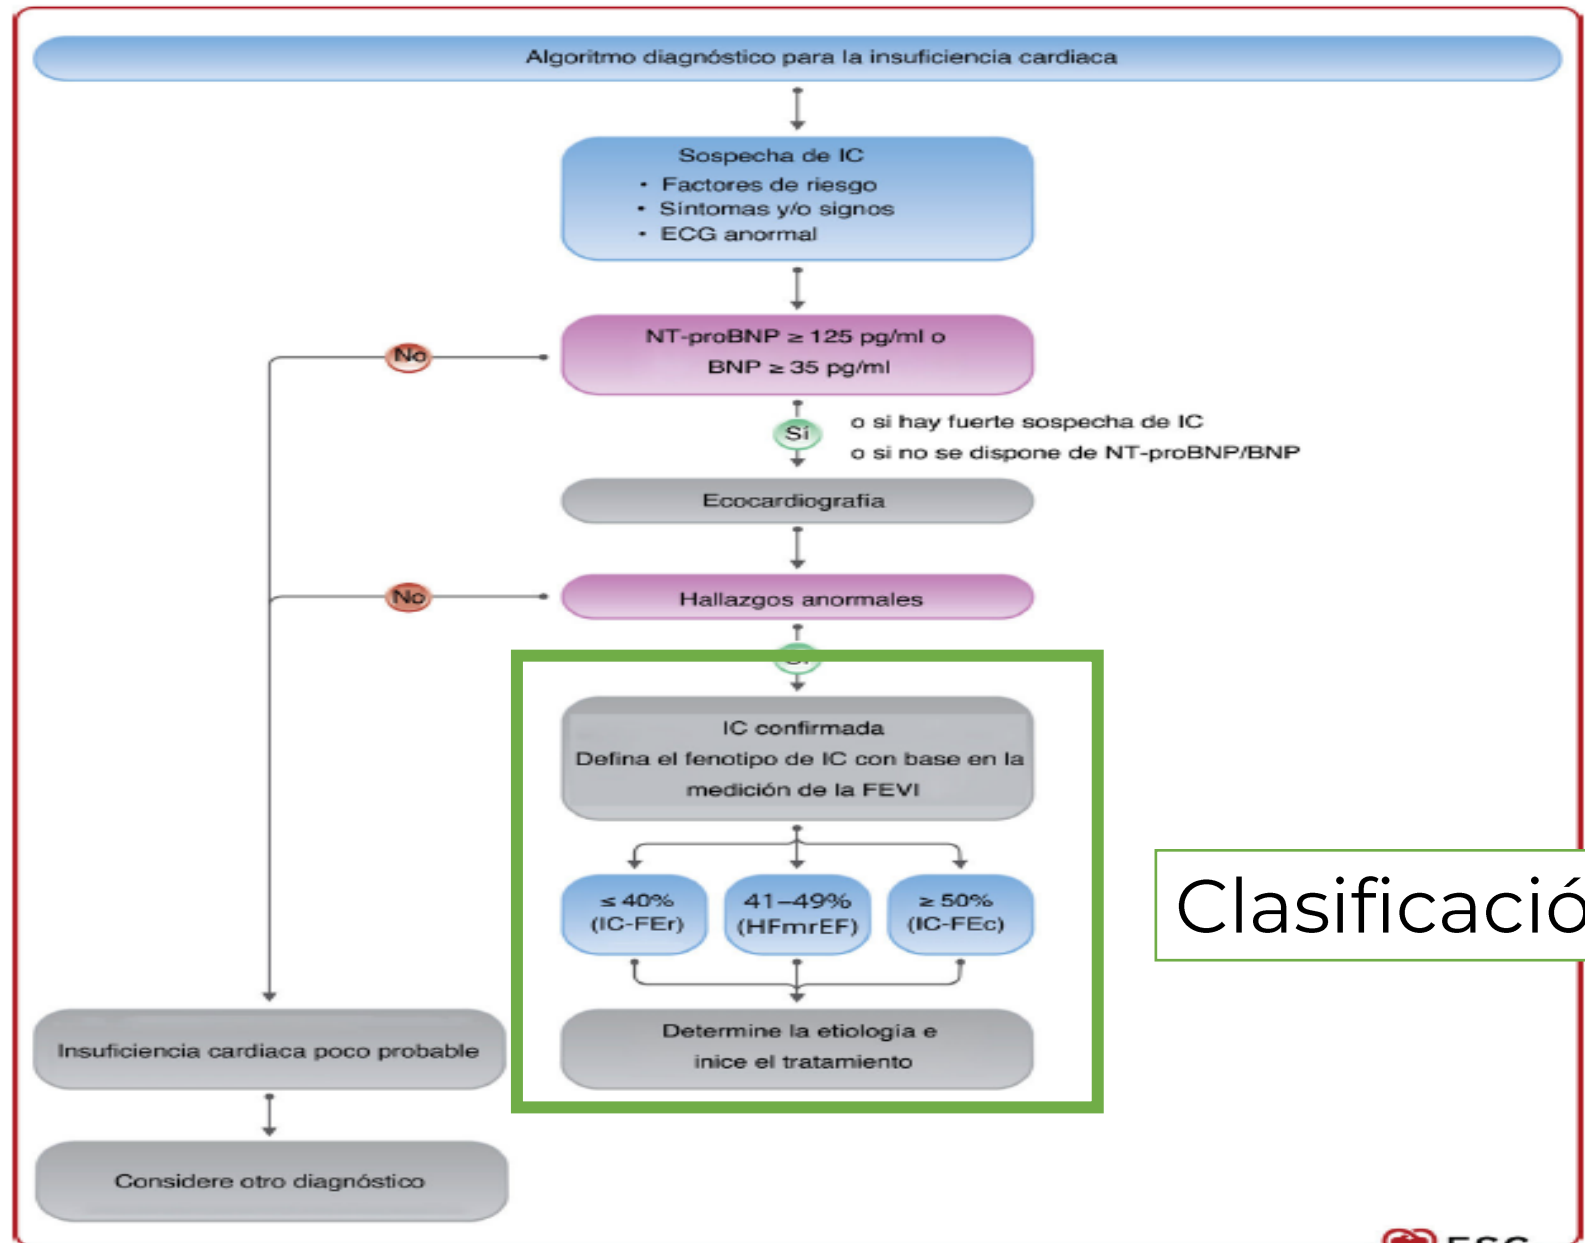 Algoritmo diagnóstico para la insuficiencia cardiaca
Sospecha de IC
• Factores de riesgo
• Síntomas y/o signos
• ECG anormal
NT-proBNP ≥ 125 pg/ml o
BNP ≥ 35 pg/ml
No
Sí
o si hay fuerte sospecha de IC
o si no se dispone de NT-proBNP/BNP
Ecocardiografía
No
Hallazgos anormales
IC confirmada
Defina el fenotipo de IC con base en la
medición de la FEVI
≤ 40%
(IC-FEr)
41–49%
(HFmrEF)
≥ 50%
(IC-FEc)
Clasificació
Determine la etiología e
inice el tratamiento
Insuficiencia cardiaca poco probable
Considere otro diagnóstico